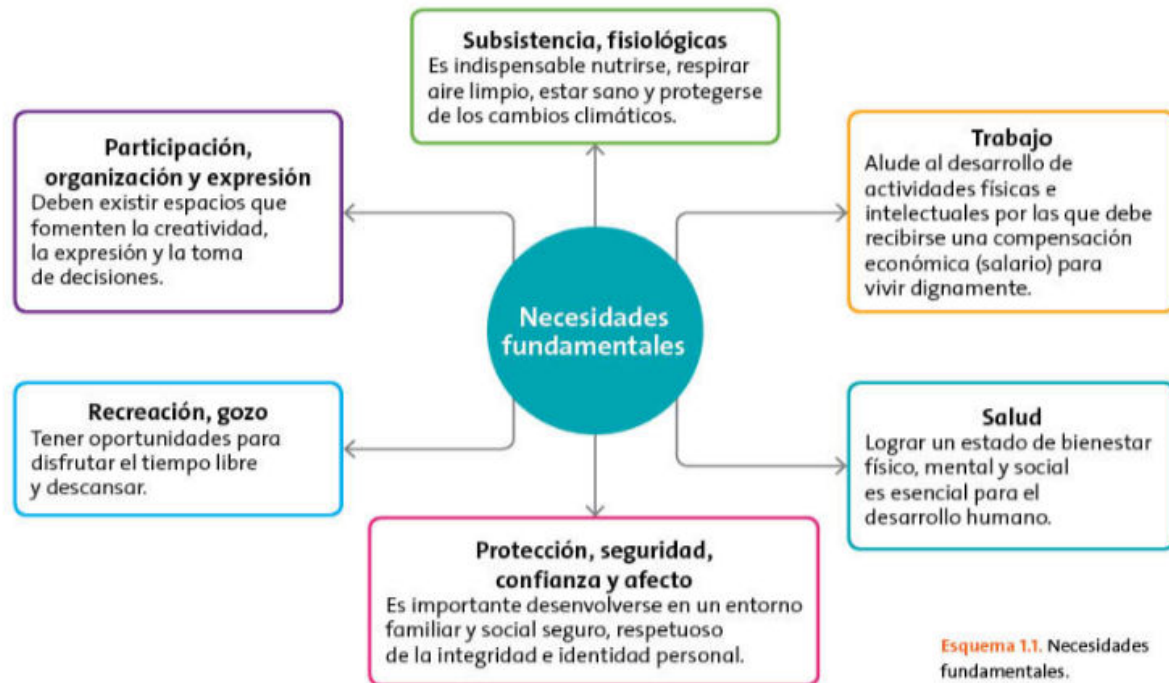 Subsistencia, fisiológicas
Es indispensable nutrirse, respirar
aire limpio, estar sano y protegerse
de los cambios climáticos.
Participación,
organización y expresión
Deben existir espacios que
fomenten la creatividad,
la expresión y la toma
de decisiones.
Trabajo
Alude al desarrollo de
actividades físicas e
intelectuales por las que debe
recibirse una compensación
económica (salario) para
vivir dignamente.
Necesidades
fundamentales
Recreación, gozo
Tener oportunidades para
disfrutar el tiempo libre
y descansar.
Salud
Lograr un estado de bienestar
físico, mental y social
es esencial para el
desarrollo humano.
Protección, seguridad,
confianza y afecto
Es importante desenvolverse en un entorno
familiar y social seguro, respetuoso
de la integridad e identidad personal.
Esquema 1.1. Necesidades
fundamentales.